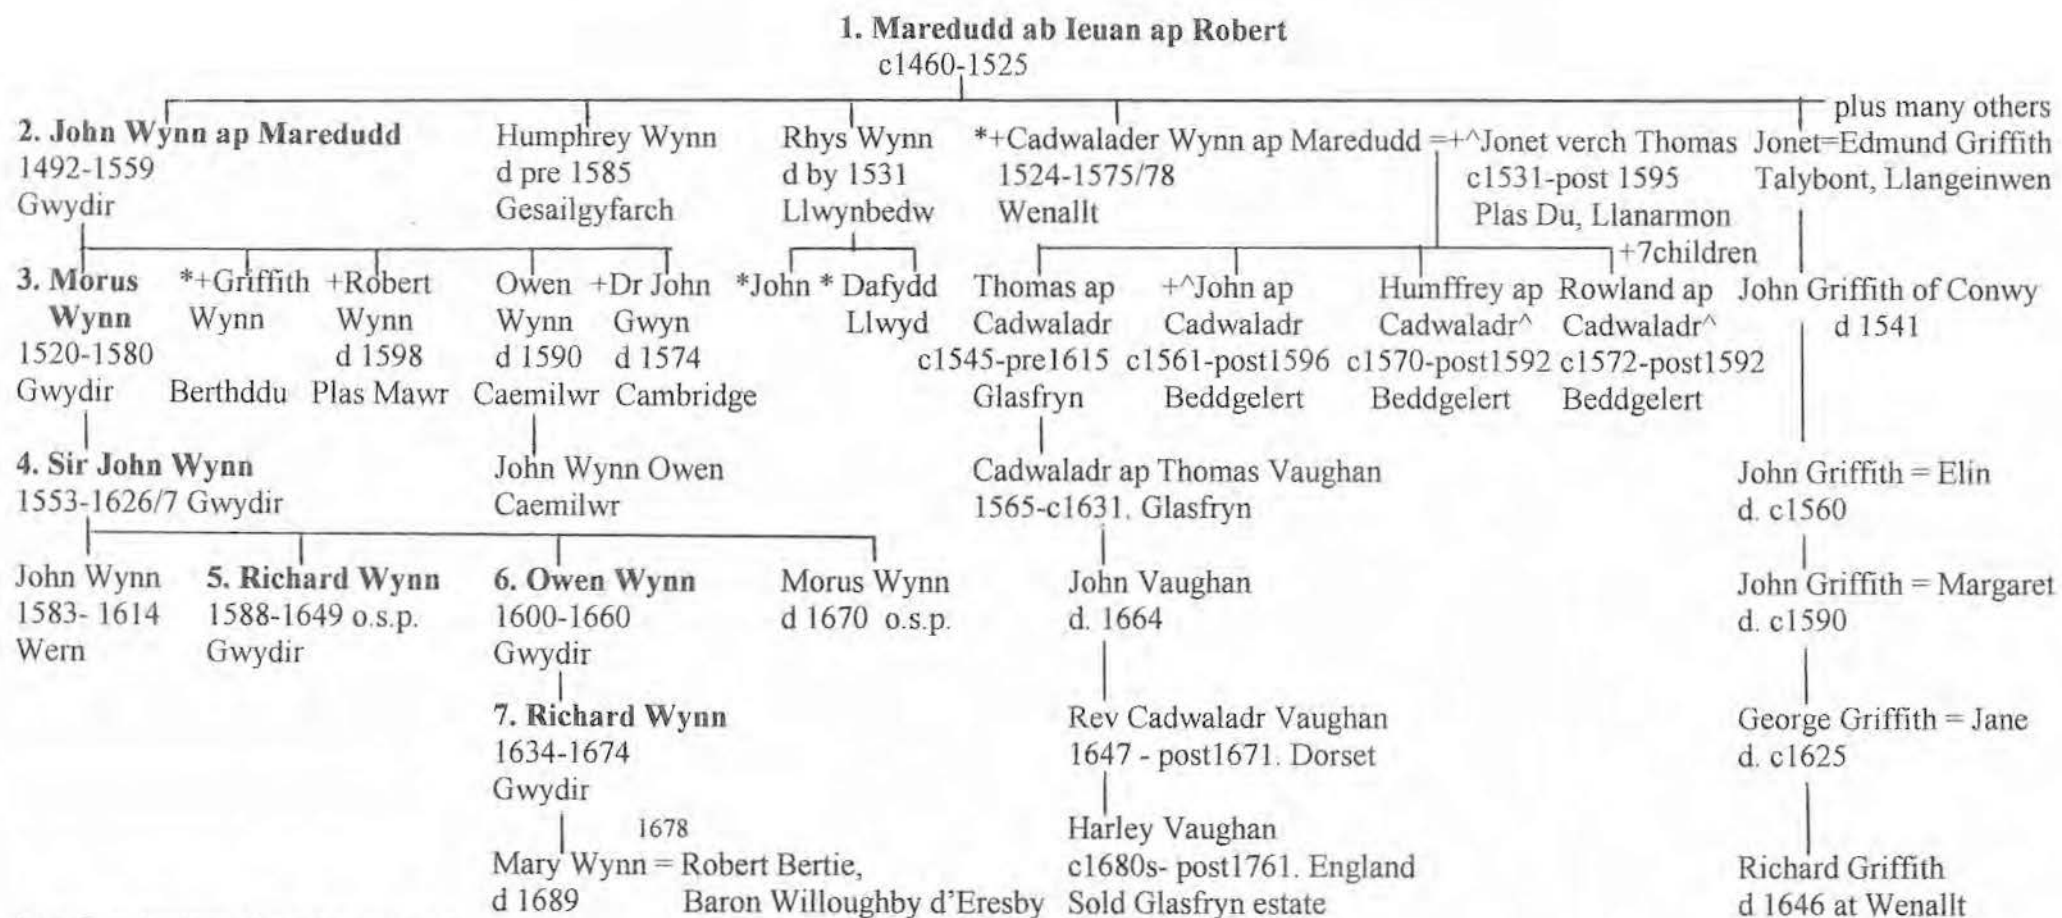 1. Maredudd ab Ieuan ap Robert
c1460-1525
plus many others
2. John Wynn ap Maredudd Humphrey Wynn Rhys Wynn *+Cadwalader Wynn ap Maredudd =+^Jonet verch Thomas Jonet=Edmund Griffith
1492-1559 d pre 1585 d by 1531 1524-1575/78 c1531-post 1595 Talybont, Llangeinwen
Gwydir Gesailgyfarch Llwynbedw Wenallt Plas Du, Llanarmon
+7children
3. Morus *+Griffith +Robert Owen +Dr John *John * Dafydd Thomas ap +^John ap Humffrey ap Rowland ap John Griffith of Conwy
Wynn Wynn Wynn Wynn Gwyn Llwyd Cadwaladr Cadwaladr Cadwaladr^ Cadwaladr^ d 1541
1520-1580 d 1598 d 1590 d 1574 c1545-pre1615 c1561-post1596 c1570-post1592 c1572-post1592
Gwydir Berthddu Plas Mawr Caemilwr Cambridge Glasfryn Beddgelert Beddgelert Beddgelert
4. Sir John Wynn John Wynn Owen Cadwaladr ap Thomas Vaughan John Griffith = Elin
1553-1626/7 Gwydir Caemilwr 1565-c1631. Glasfryn d. c1560
John Wynn 5. Richard Wynn 6. Owen Wynn Morus Wynn John Vaughan John Griffith = Margaret
1583- 1614 1588-1649 o.s.p. 1600-1660 d 1670 o.s.p. d. 1664 d. c1590
Wern Gwydir Gwydir
7. Richard Wynn Rev Cadwaladr Vaughan George Griffith = Jane
1634-1674 1647 - post1671. Dorset d. c1625
Gwydir
1678 Harley Vaughan
Mary Wynn = Robert Bertie, c1680s- post1761. England Richard Griffith
d 1689 Baron Willoughby d'Eresby Sold Glasfryn estate d 1646 at Wenallt